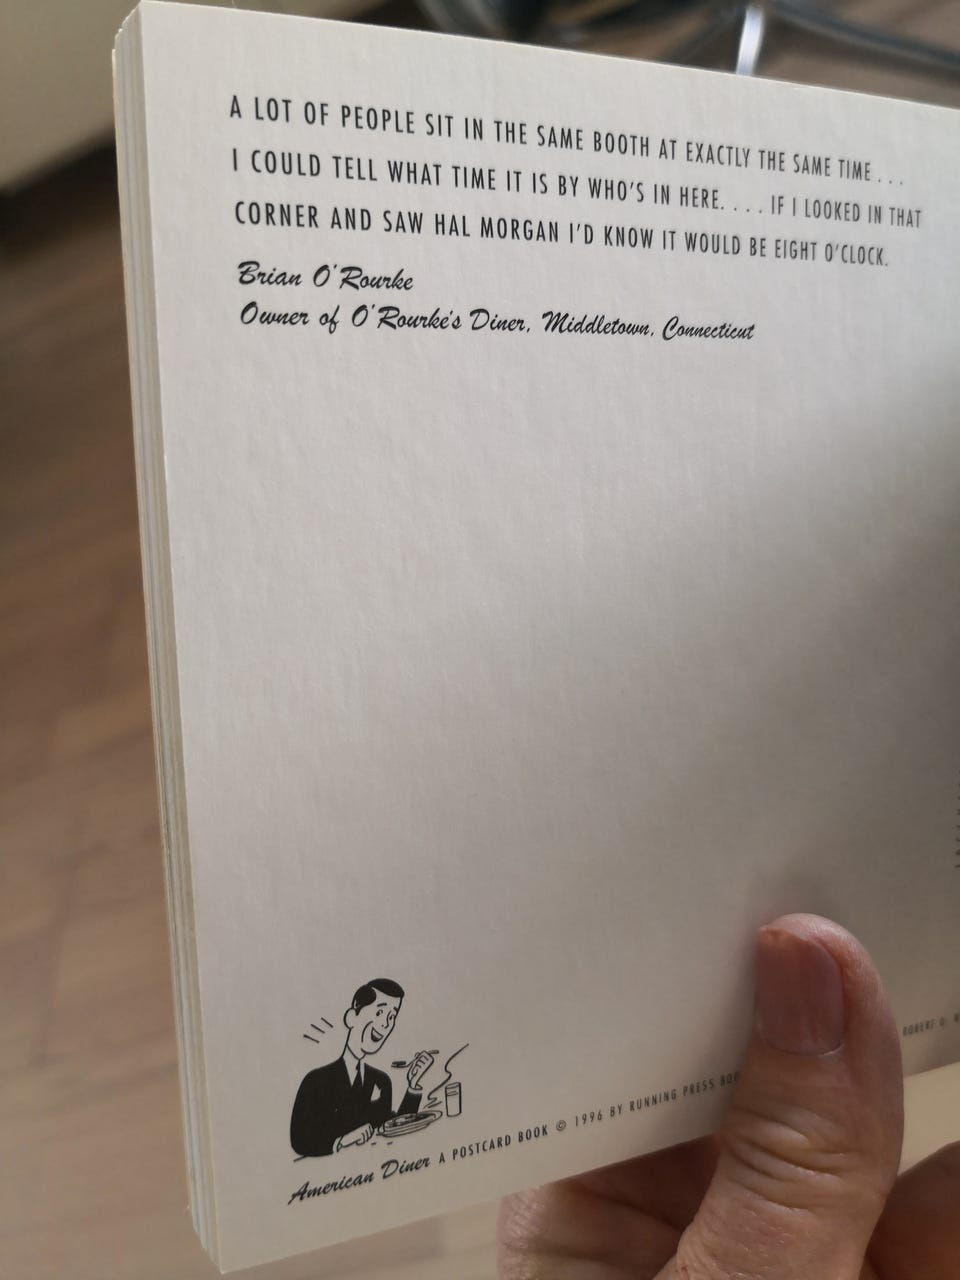 A LOT OF PEOPLE SIT IN THE SAME BOOTH AT EXACTLY THE SAME TIME . . .
I COULD TELL WHAT TIME IT IS BY WHO'S IN HERE. . . . IF I LOOKED IN THAT
CORNER AND SAW HAL MORGAN I'D KNOW IT WOULD BE EIGHT O'CLOCK.
Brian O'Rourke
Owner of O'Rourke's Diner, Middletown, Connecticut
American Diner A POSTCARD BOOK © 1996 BY RUNNING PRESS
ROBERT O.